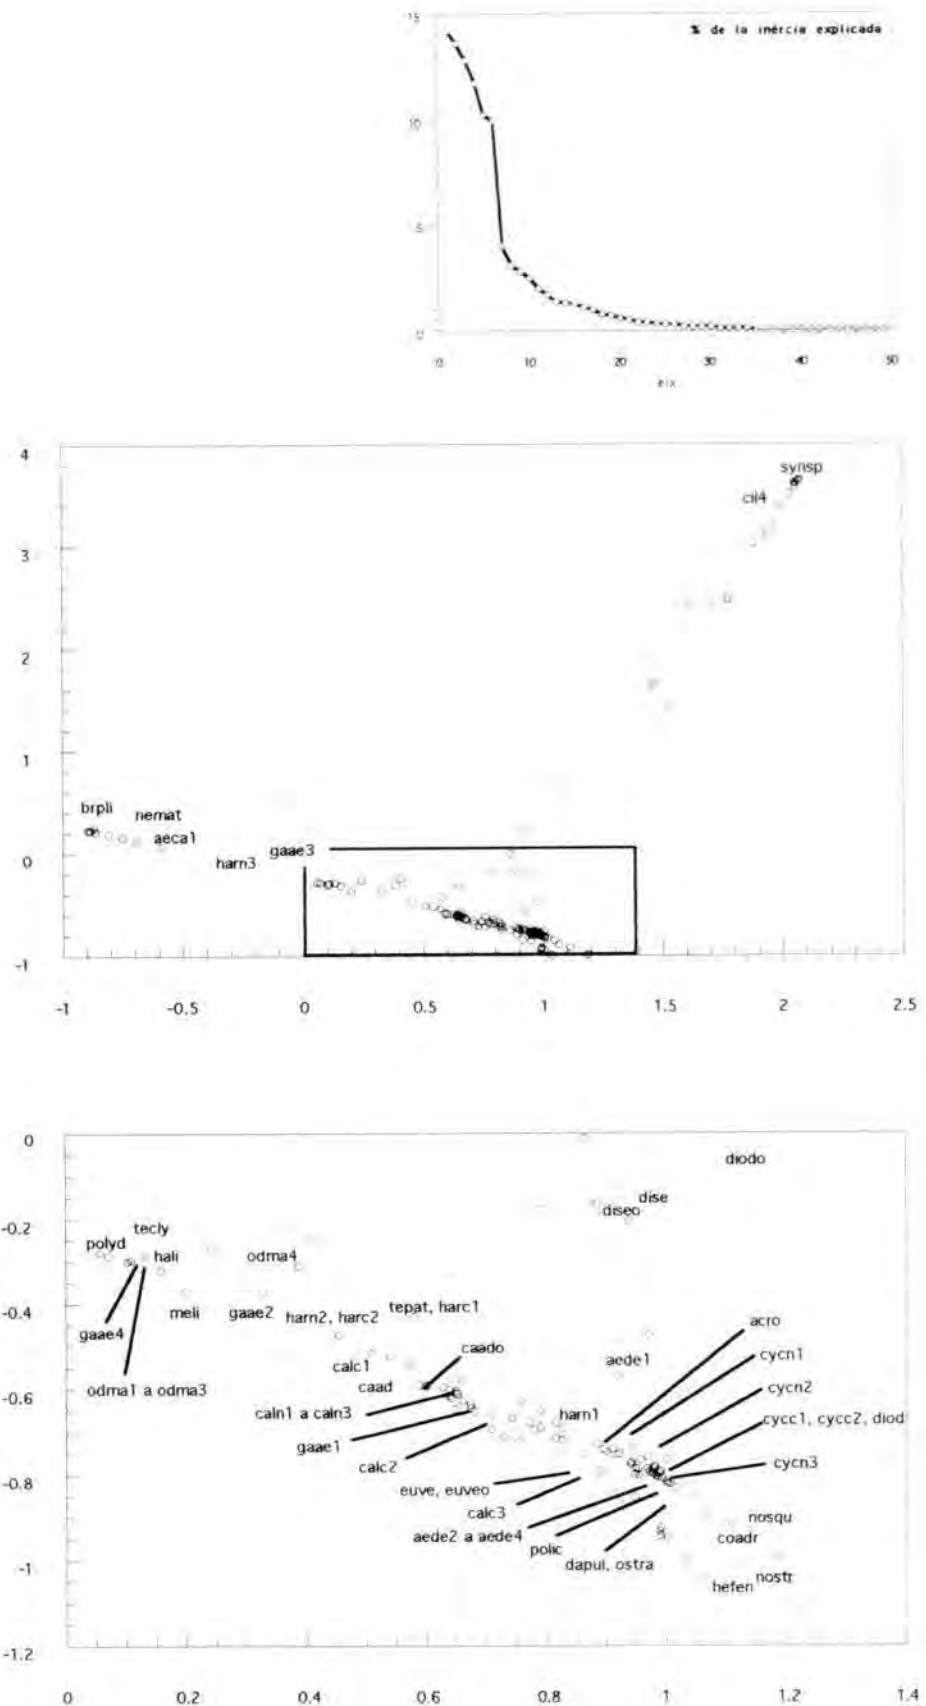 15
% de la inércia explicada
10
5
0
0 10 20 30 40 50
eix
4
synsp
cil4
3
2
1
brpli
nemat
aeca1
0
harn3
gaae3
-1
-1 -0.5 0 0.5 1 1.5 2 2.5
0
diodo
dise
diseo
-0.2
tecly
polyd
hali
odma4
-0.4
meli
gaae2
harn2, harc2
tepat, harc1
gaae4
acro
caado
aede1
cycn1
calc1
odma1 a odma3
caad
cycn2
-0.6
caln1 a caln3
harn1
cycc1, cycc2, diod
gaae1
calc2
cycn3
-0.8
euve, euveo
calc3
nosqu
aede2 a aede4
coadr
polic
dapul, ostra
-1
nostr
hefen
-1.2
0 0.2 0.4 0.6 0.8 1 1.2 1.4